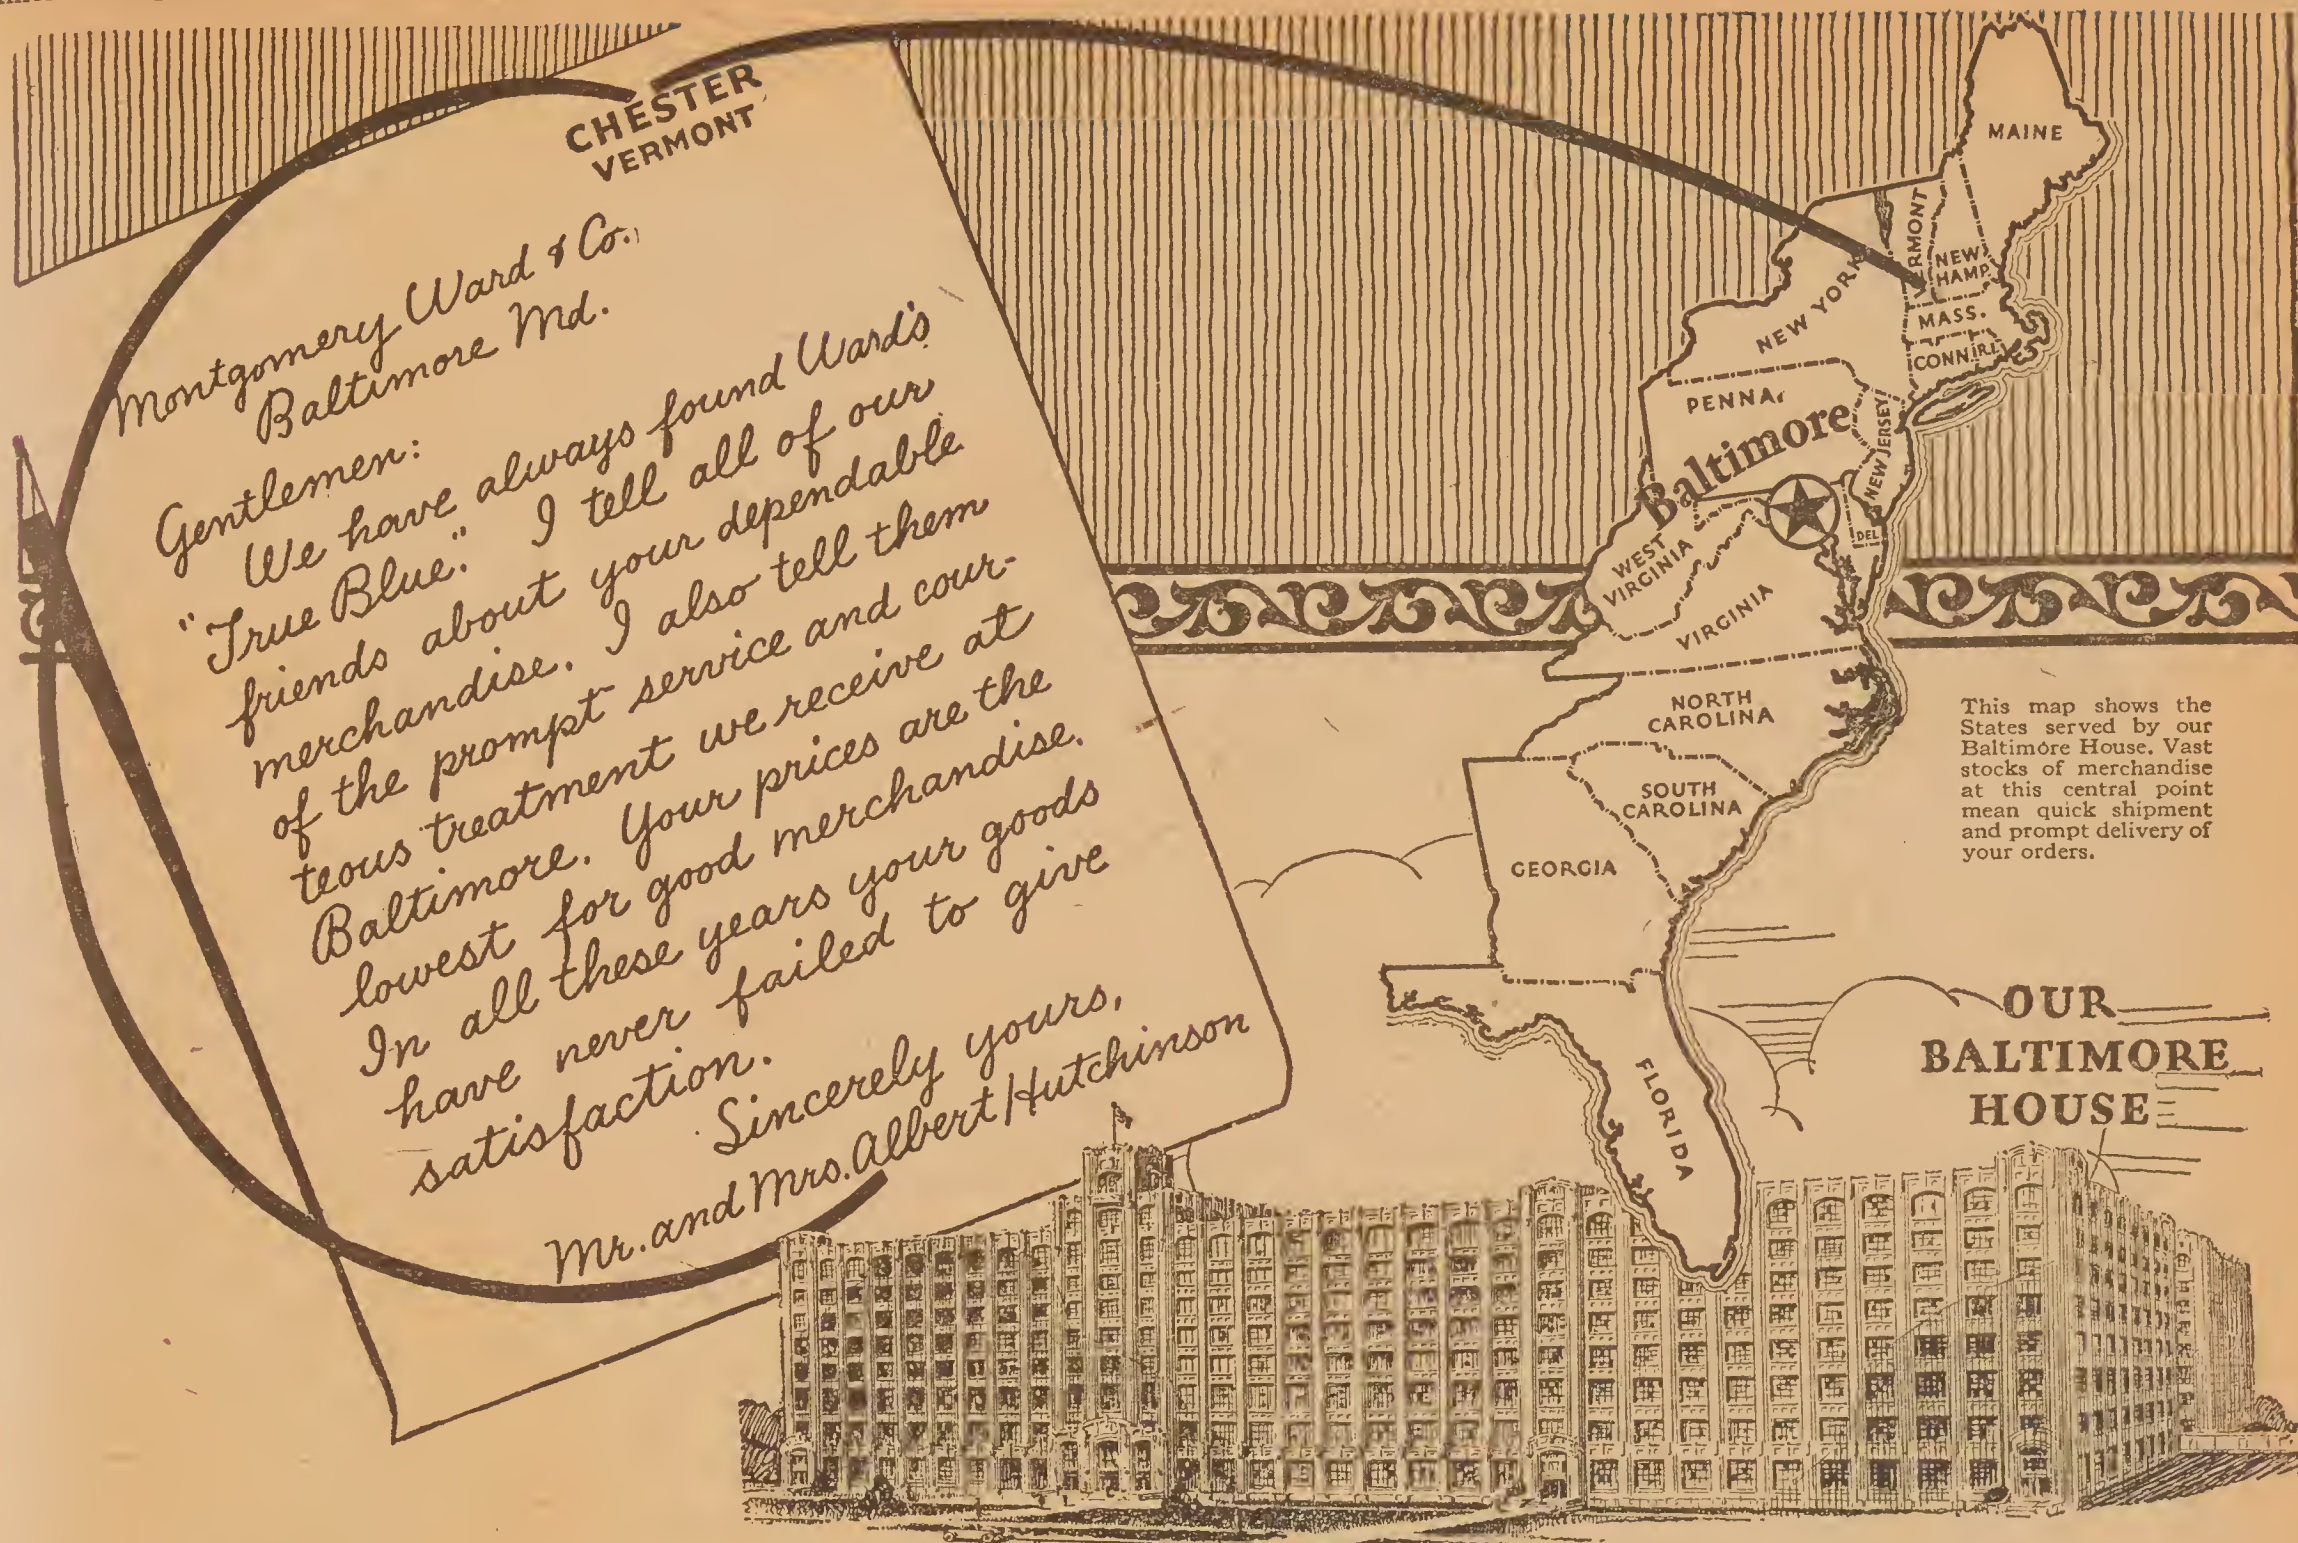 CHESTER
VERMONT
Montgomery Ward & Co.,
Baltimore Md.
Gentlemen:
We have always found Ward's
"True Blue." I tell all of our
friends about your dependable
merchandise. I also tell them
of the prompt service and cour-
teous treatment we receive at
Baltimore. Your prices are the
lowest for good merchandise.
In all these years your goods
have never failed to give
satisfaction.
Sincerely yours,
Mr. and Mrs. Albert Hutchinson
MAINE
VERMONT
NEW
HAMP.
NEW YORK
MASS.
CONN.
R.I.
PENNA.
NEW JERSEY
Baltimore
DEL.
WEST
VIRGINIA
VIRGINIA
NORTH
CAROLINA
SOUTH
CAROLINA
GEORGIA
FLORIDA
This map shows the
States served by our
Baltimore House. Vast
stocks of merchandise
at this central point
mean quick shipment
and prompt delivery of
your orders.
OUR
BALTIMORE
HOUSE